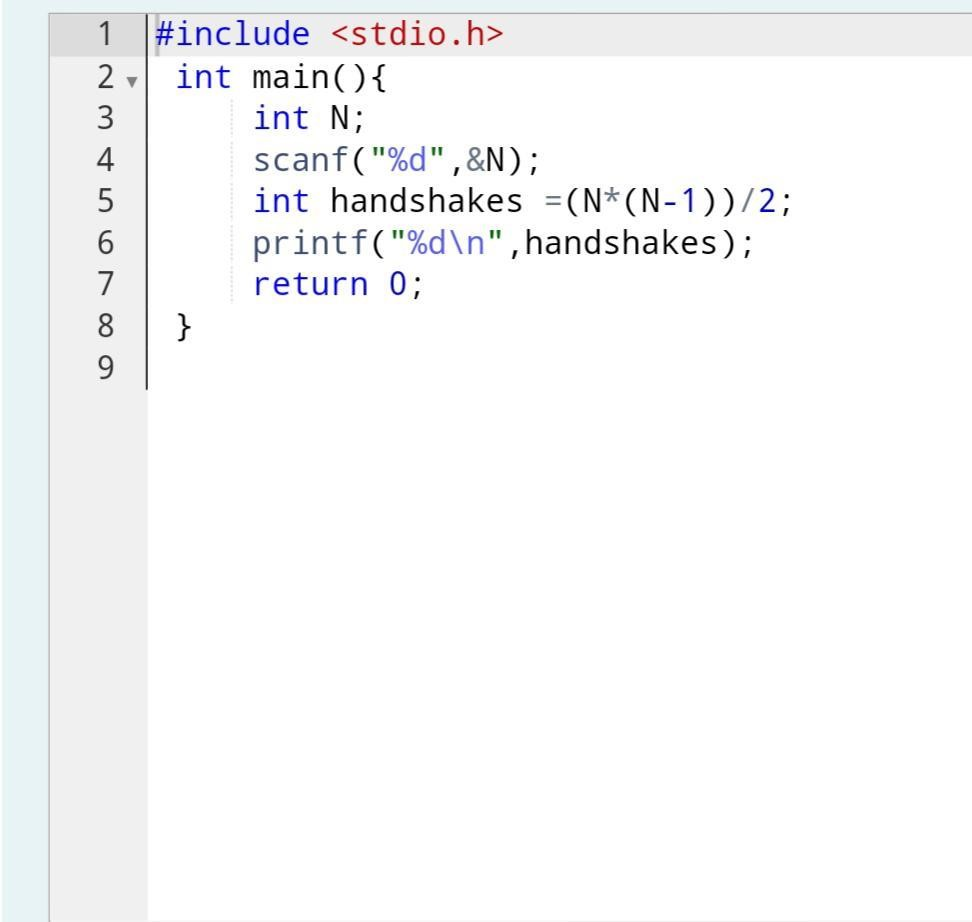 1 #include <stdio.h>
2 int main(){
3 int N;
4 scanf("%d",&N);
5 int handshakes =(N*(N-1))/2;
6 printf("%d\n",handshakes);
7 return 0;
8 }
9